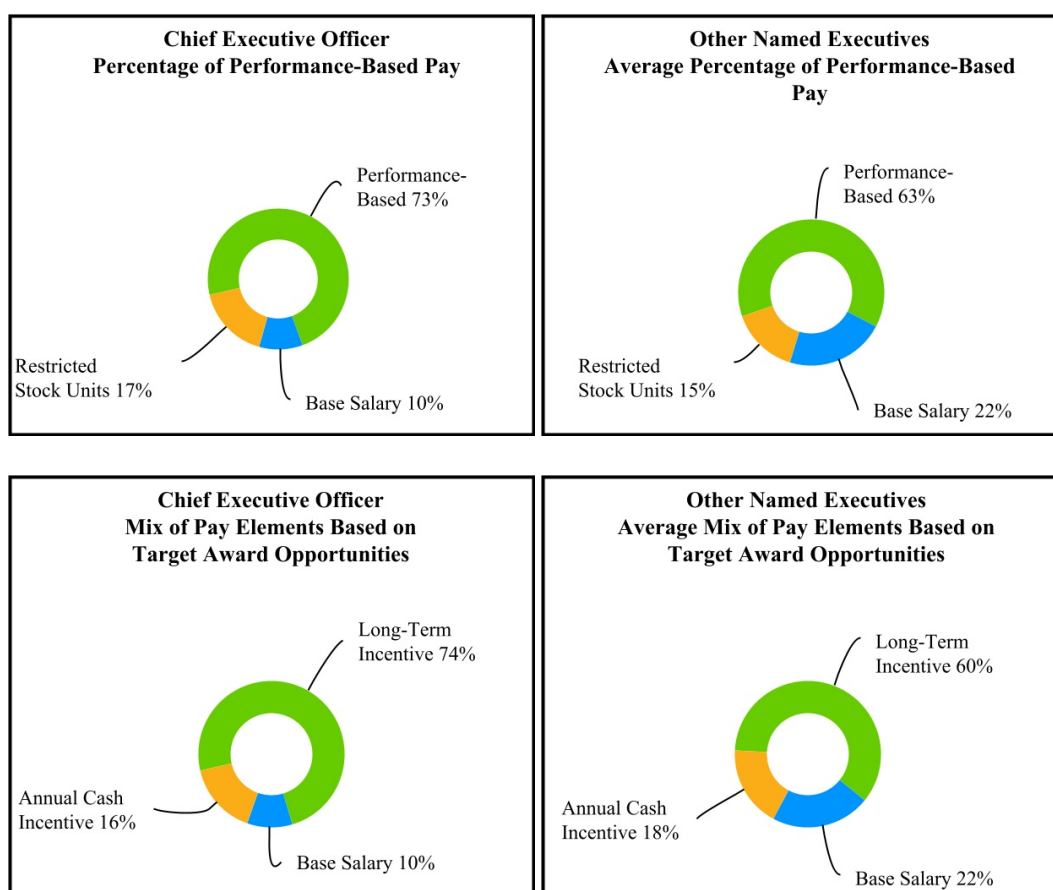 Chief Executive Officer
Percentage of Performance-Based Pay
Performance-
Based 73%
Restricted
Stock Units 17%
Base Salary 10%
Other Named Executives
Average Percentage of Performance-Based
Pay
Performance-
Based 63%
Restricted
Stock Units 15%
Base Salary 22%
Chief Executive Officer
Mix of Pay Elements Based on
Target Award Opportunities
Long-Term
Incentive 74%
Annual Cash
Incentive 16%
Base Salary 10%
Other Named Executives
Average Mix of Pay Elements Based on
Target Award Opportunities
Long-Term
Incentive 60%
Annual Cash
Incentive 18%
Base Salary 22%